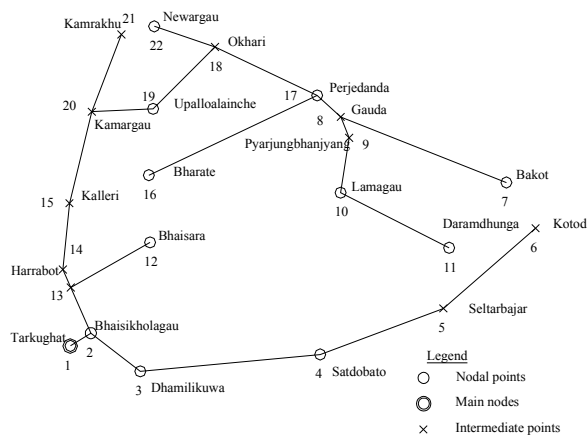 Kamrakhu 21
Newargau
22
Okhari
18
20
19
Upalloalainche
Kamargau
17
Perjedanda
8
Gauda
Pyarjungbhanjyang
9
16
Bharate
Bakot
7
Lamagau
10
15
Kalleri
Daramdhunga
11
Kotod
6
14
Bhaisara
12
Harrabot
13
Tarkughat
1
Bhaisikholagau
2
Seltarbajar
5
3
Dhamilikuwa
4
Satdobato
Legend
Nodal points
Main nodes
Intermediate points